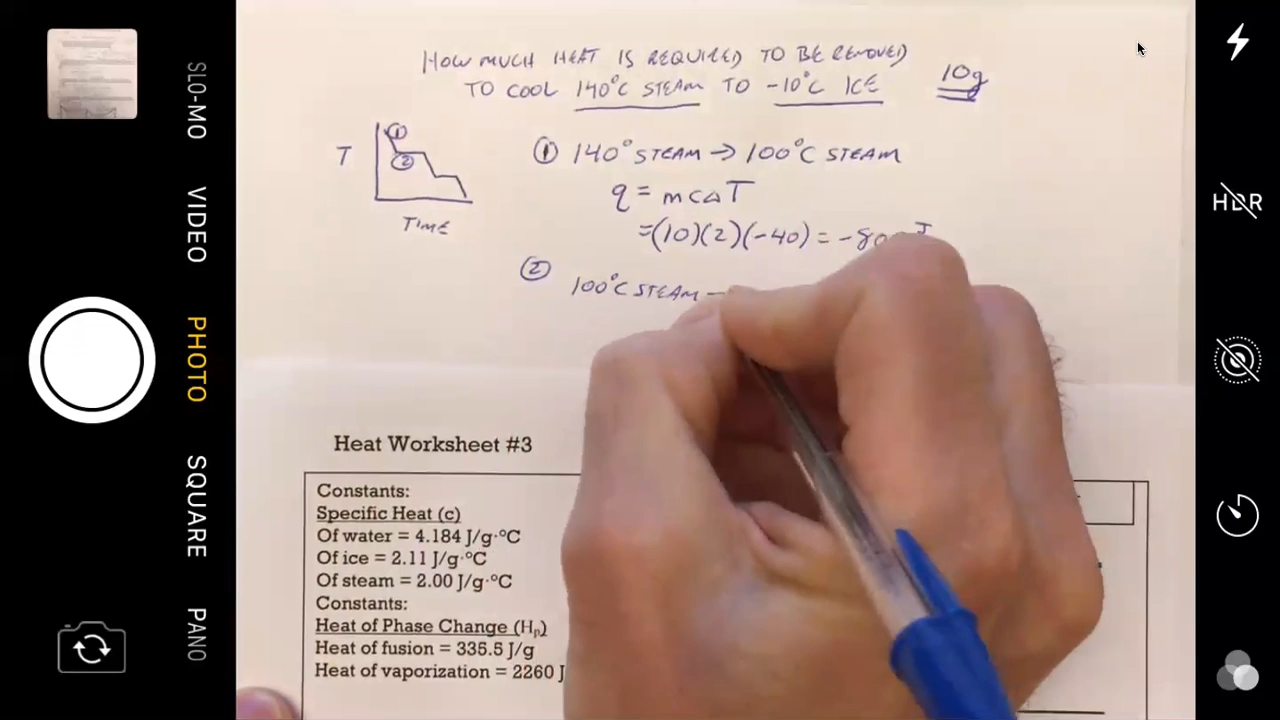 HOW MUCH HEAT IS REQUIRED TO BE REMOVED
TO COOL 140°C STEAM TO -10°C ICE
10g
T
①
②
TIME
① 140° STEAM → 100°C STEAM
q = mc△T
=(10)(2)(-40) = -80
② 100°C STEAM
Heat Worksheet #3
Constants:
Specific Heat (c)
Of water = 4.184 J/g·°C
Of ice = 2.11 J/g·°C
Of steam = 2.00 J/g·°C
Constants:
Heat of Phase Change (Hp)
Heat of fusion = 335.5 J/g
Heat of vaporization = 2260 J
SLO-MO
VIDEO
PHOTO
SQUARE
PANO
HDR